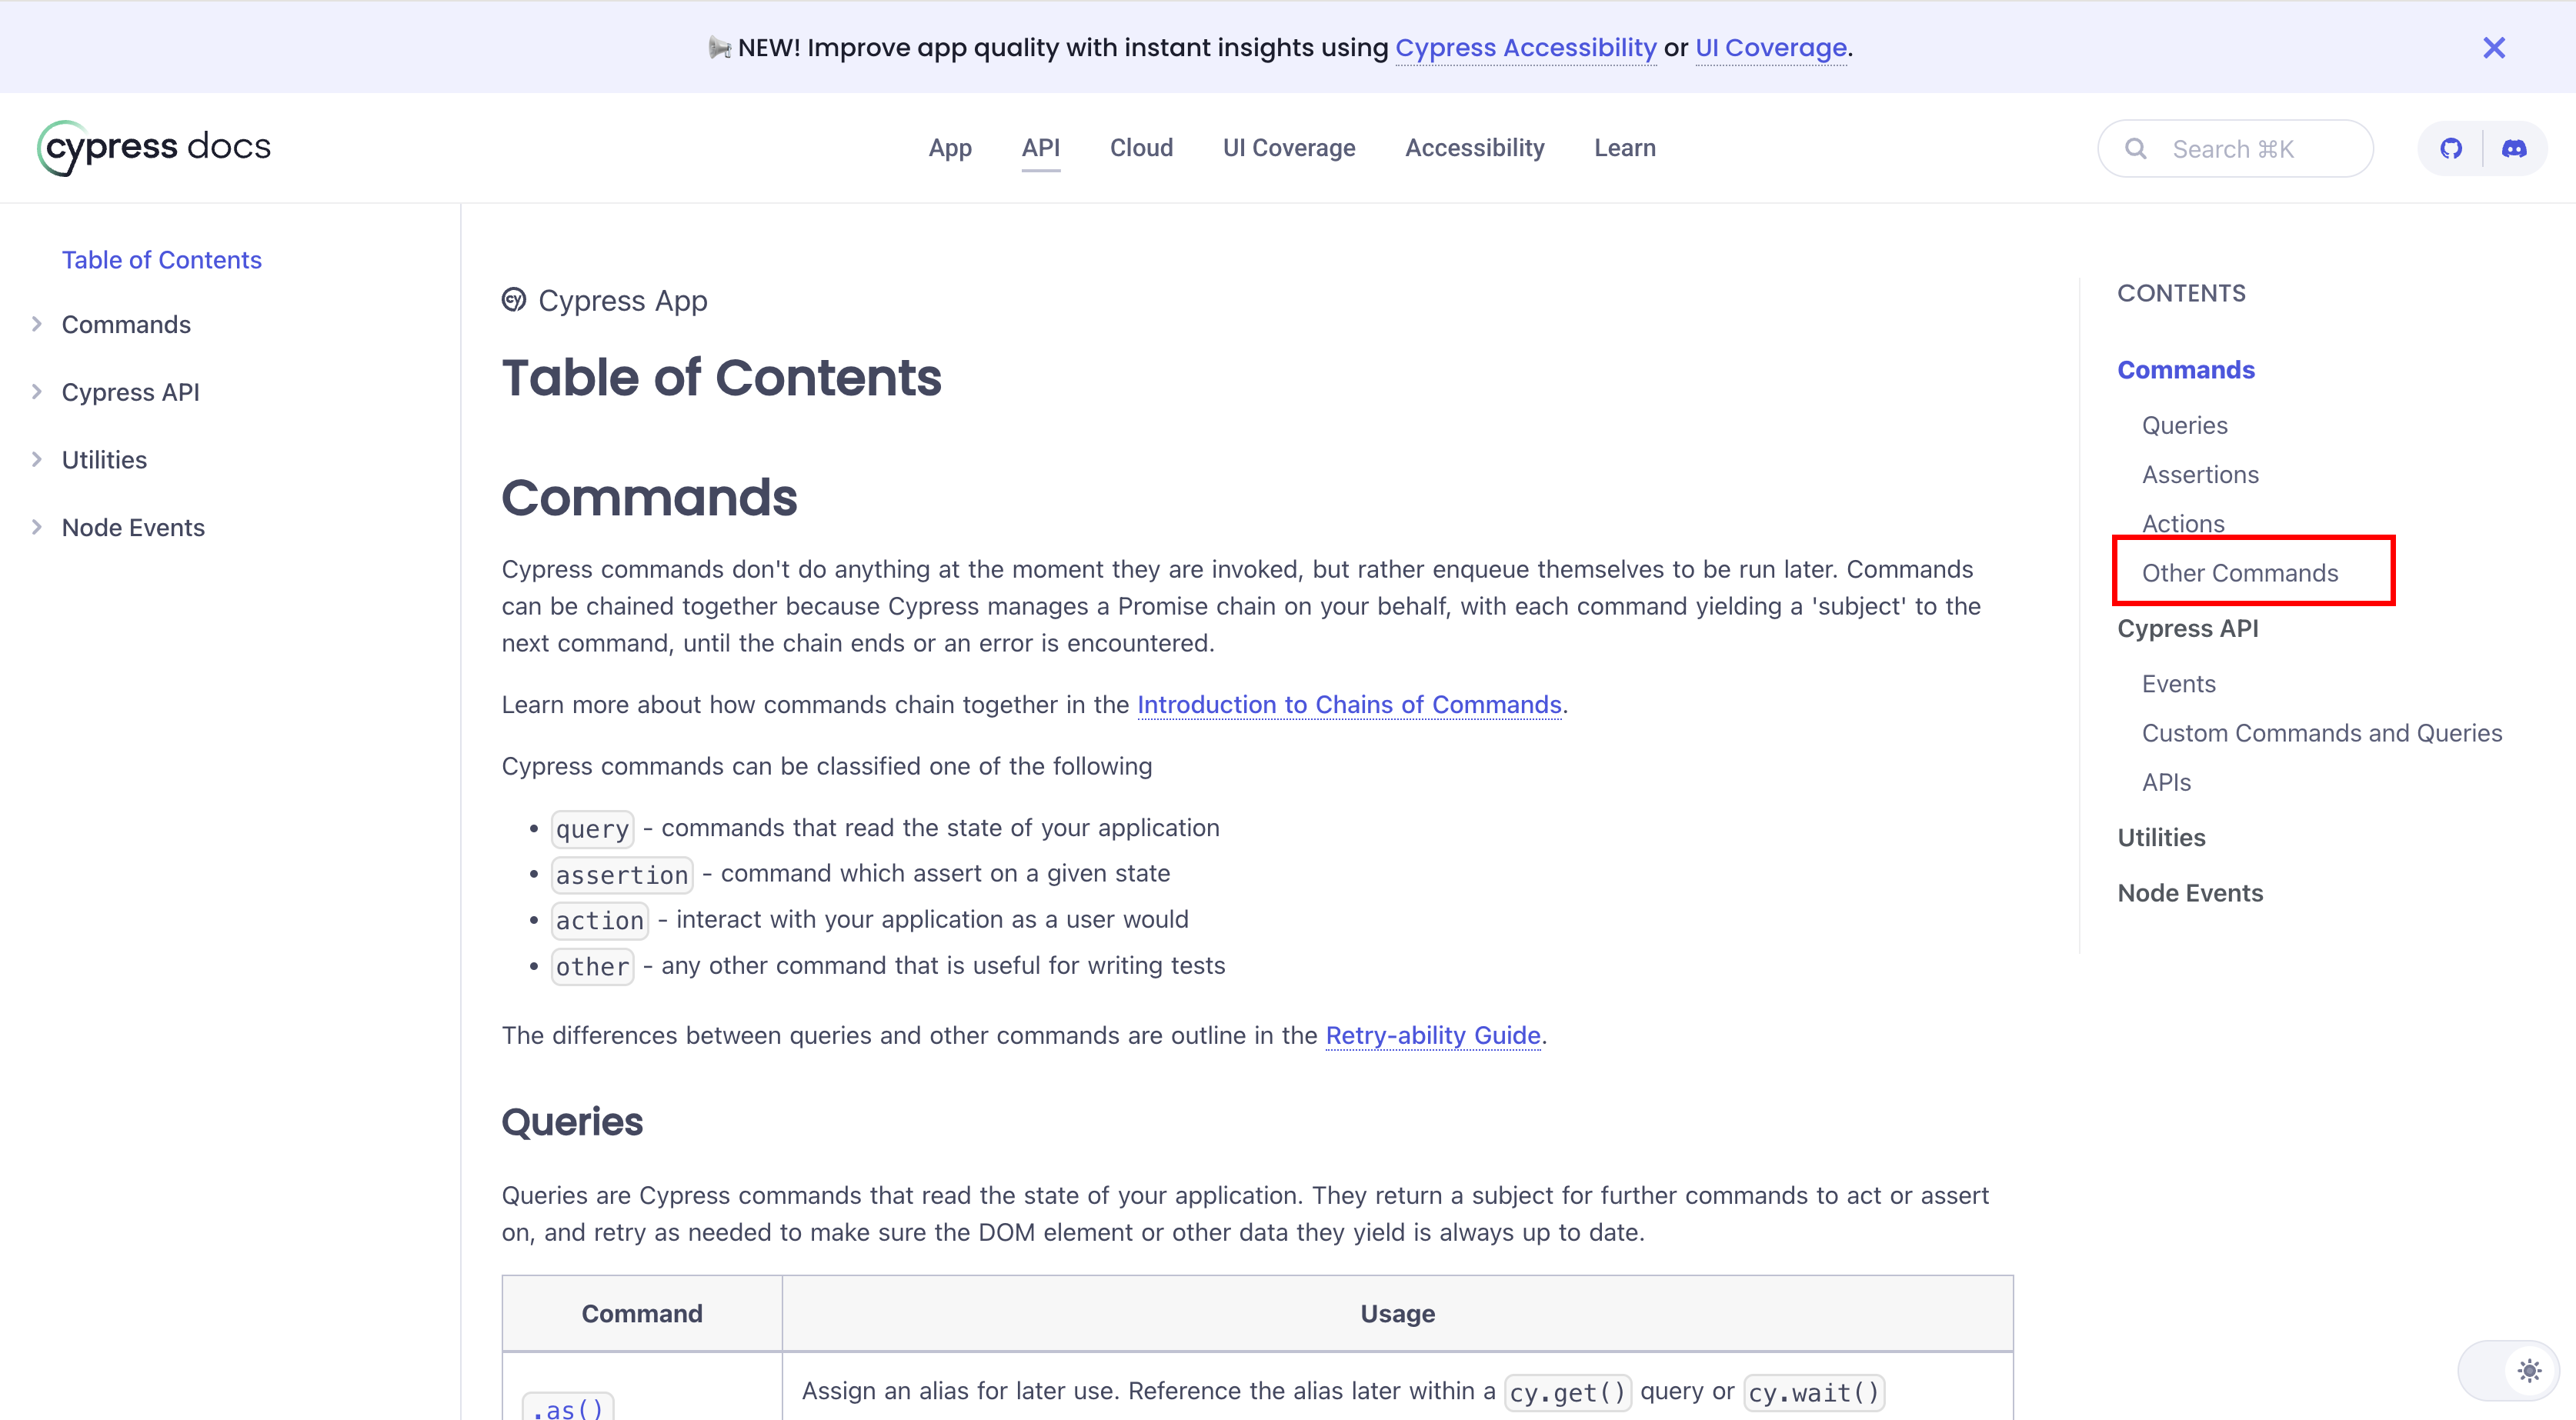 NEW! Improve app quality with instant insights using Cypress Accessibility or UI Coverage.
cypress docs
App
API
Cloud
UI Coverage
Accessibility
Learn
Search ⌘K
Table of Contents
Commands
Cypress API
Utilities
Node Events
cy Cypress App
Table of Contents
Commands
Cypress commands don't do anything at the moment they are invoked, but rather enqueue themselves to be run later. Commands
can be chained together because Cypress manages a Promise chain on your behalf, with each command yielding a 'subject' to the
next command, until the chain ends or an error is encountered.
Learn more about how commands chain together in the Introduction to Chains of Commands.
Cypress commands can be classified one of the following
• query - commands that read the state of your application
• assertion - command which assert on a given state
• action - interact with your application as a user would
• other - any other command that is useful for writing tests
The differences between queries and other commands are outline in the Retry-ability Guide.
Queries
Queries are Cypress commands that read the state of your application. They return a subject for further commands to act or assert
on, and retry as needed to make sure the DOM element or other data they yield is always up to date.
Command
Usage
.as()
Assign an alias for later use. Reference the alias later within a cy.get() query or cy.wait()
CONTENTS
Commands
Queries
Assertions
Actions
Other Commands
Cypress API
Events
Custom Commands and Queries
APIs
Utilities
Node Events